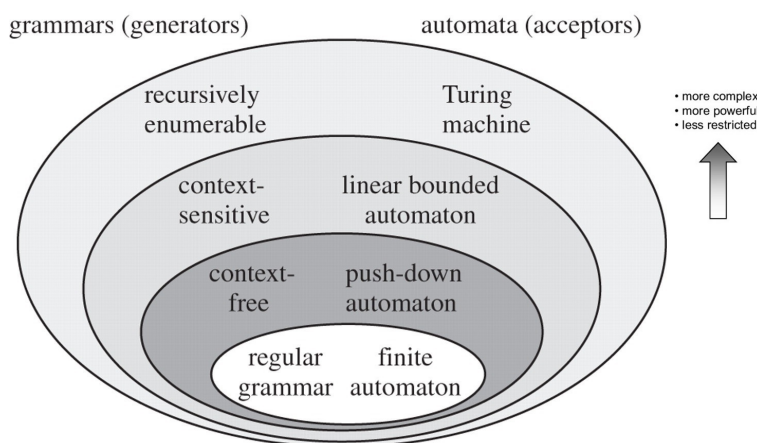 grammars (generators)
automata (acceptors)
recursively
enumerable
Turing
machine
• more complex
• more powerful
• less restricted
context-
sensitive
linear bounded
automaton
context-
free
push-down
automaton
regular
grammar
finite
automaton